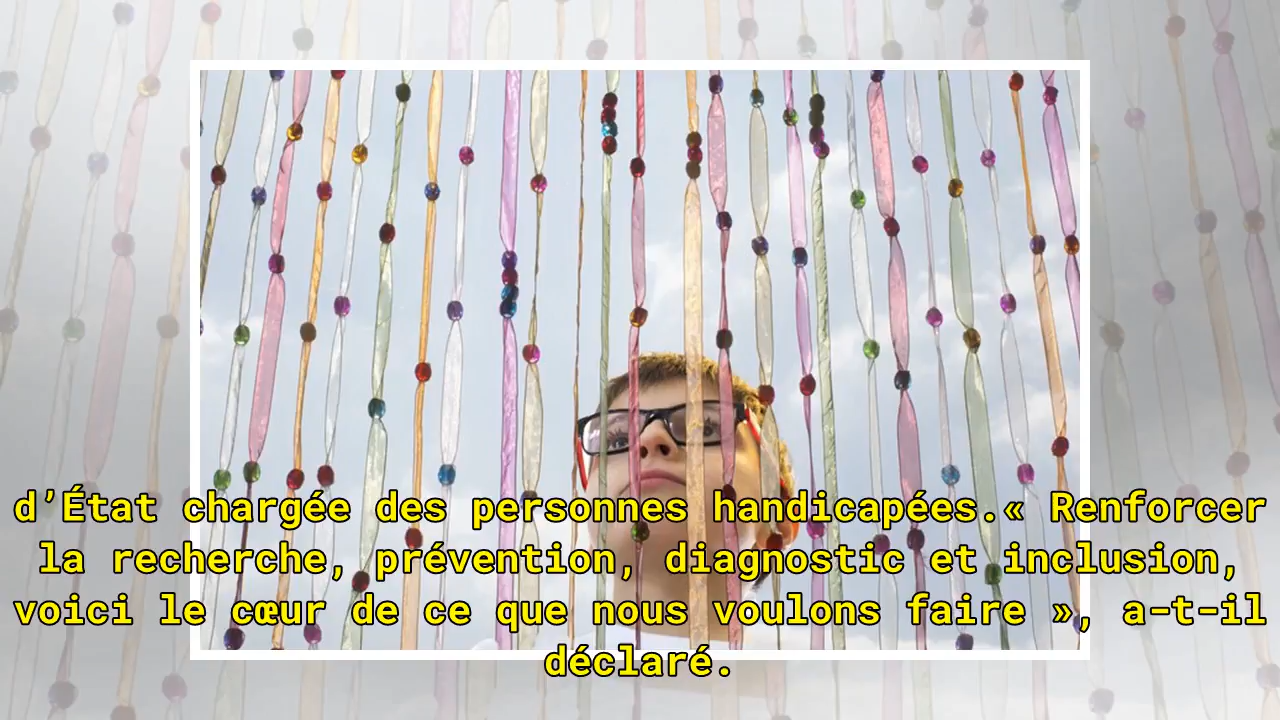 d’État chargée des personnes handicapées.« Renforcer
la recherche, prévention, diagnostic et inclusion,
voici le cœur de ce que nous voulons faire », a-t-il
déclaré.